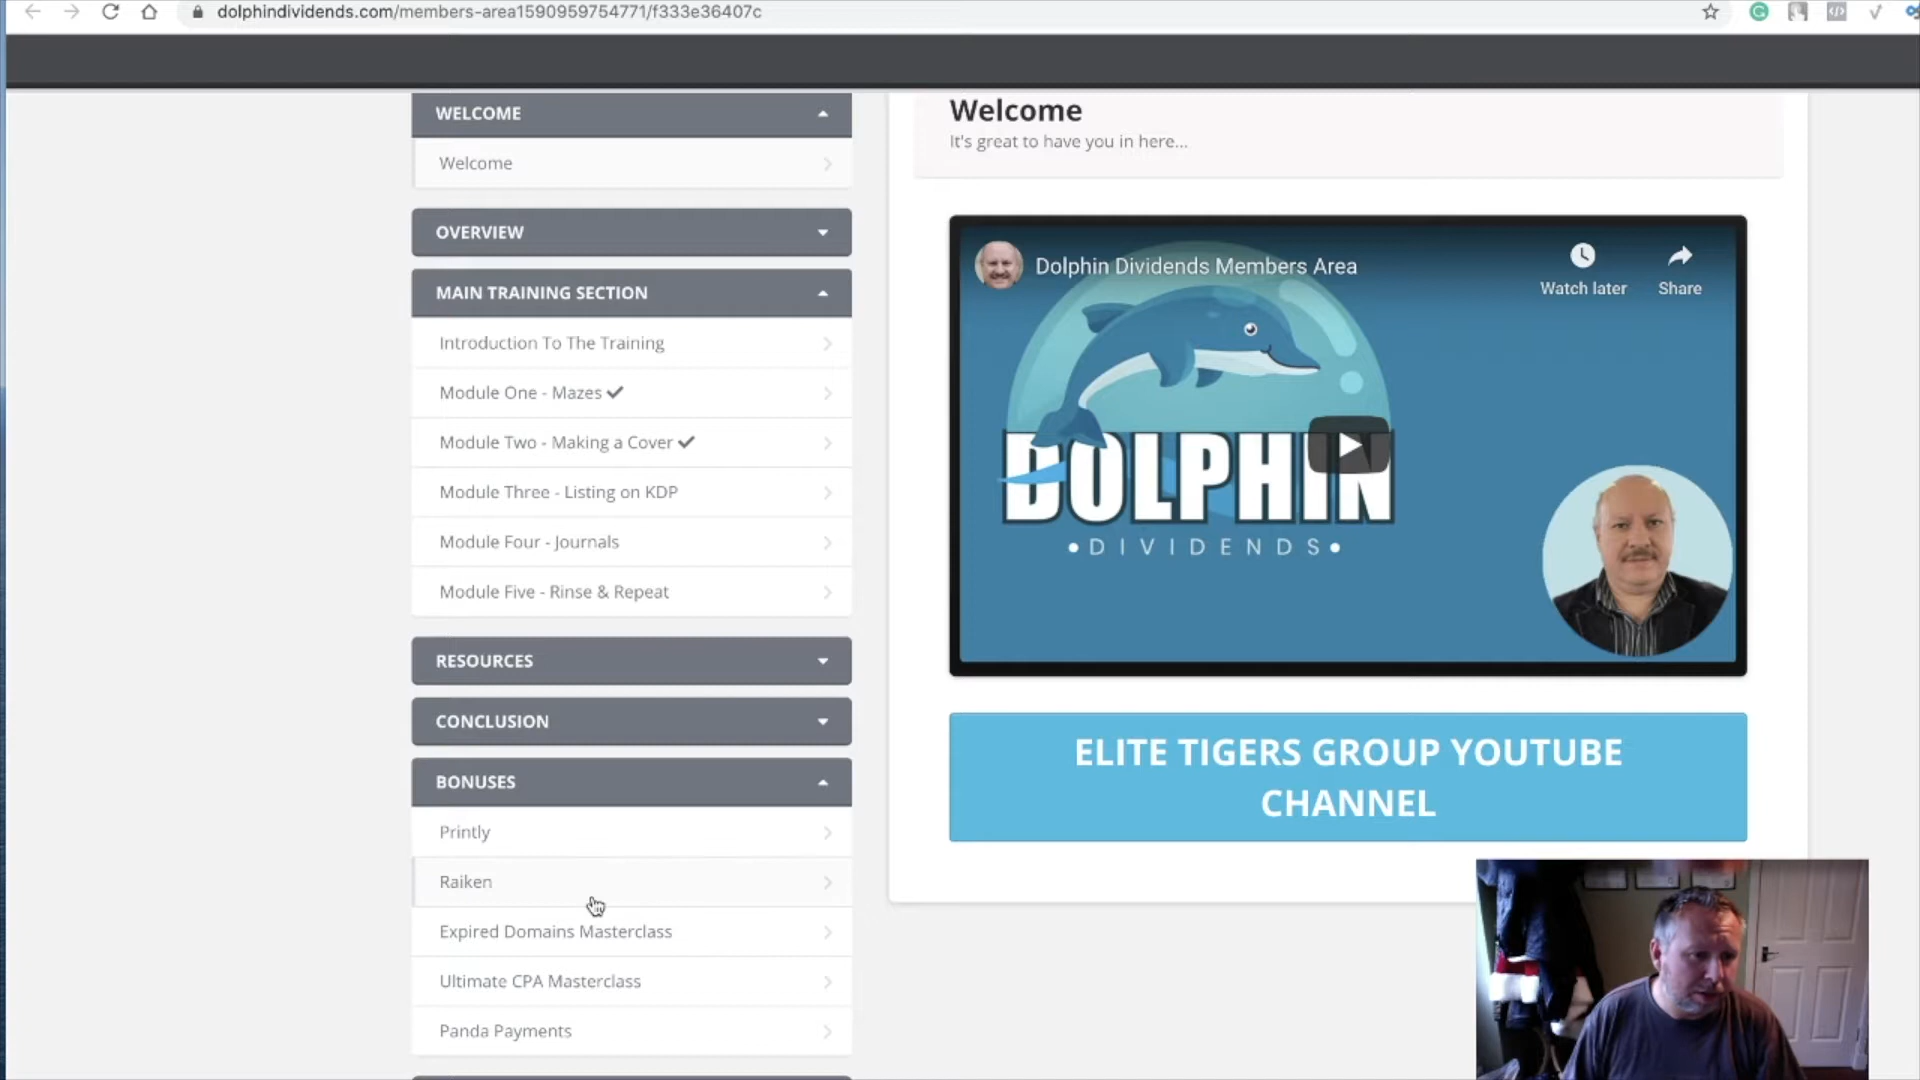 dolphindividends.com/members-area1590959754771/f333e36407c
WELCOME
Welcome
OVERVIEW
MAIN TRAINING SECTION
Introduction To The Training
Module One - Mazes
Module Two - Making a Cover
Module Three - Listing on KDP
Module Four - Journals
Module Five - Rinse & Repeat
RESOURCES
CONCLUSION
BONUSES
Printly
Raiken
Expired Domains Masterclass
Ultimate CPA Masterclass
Panda Payments
Welcome
It's great to have you in here...
Dolphin Dividends Members Area
Watch later
Share
DOLPHIN
•DIVIDENDS•
ELITE TIGERS GROUP YOUTUBE
CHANNEL